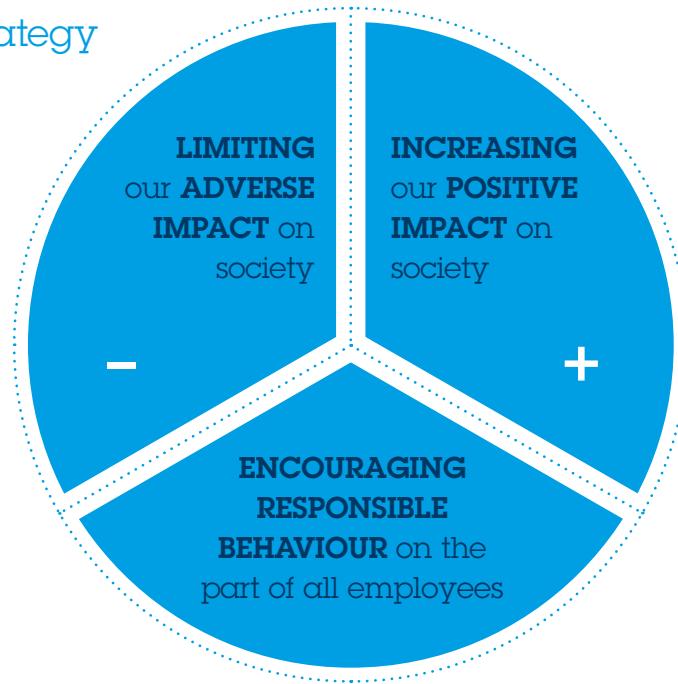 ategy
LIMITING
our ADVERSE
IMPACT on
society
INCREASING
our POSITIVE
IMPACT on
society
–
+
ENCOURAGING
RESPONSIBLE
BEHAVIOUR on the
part of all employees